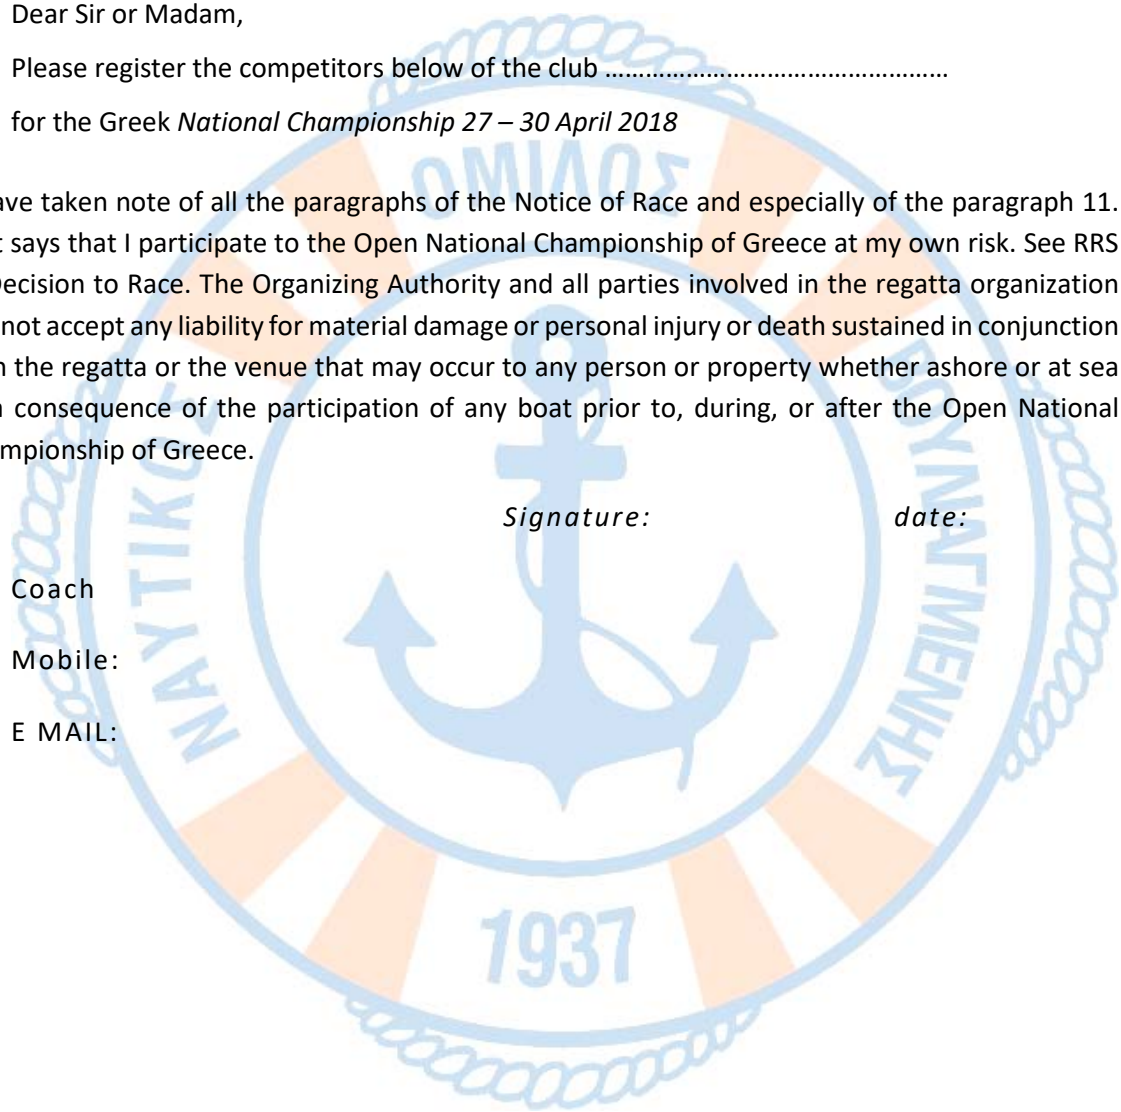 Dear Sir or Madam,
Please register the competitors below of the club ……………………………………………
for the Greek National Championship 27 – 30 April 2018
ave taken note of all the paragraphs of the Notice of Race and especially of the paragraph 11.
t says that I participate to the Open National Championship of Greece at my own risk. See RRS
Decision to Race. The Organizing Authority and all parties involved in the regatta organization
not accept any liability for material damage or personal injury or death sustained in conjunction
n the regatta or the venue that may occur to any person or property whether ashore or at sea
consequence of the participation of any boat prior to, during, or after the Open National
mpionship of Greece.
Signature: date:
Coach
Mobile:
E MAIL:
ΝΑΥΤΙΚΟΣ
ΟΜΙΛΟΣ
ΒΟΥΛΙΑΓΜΕΝΗΣ
1937